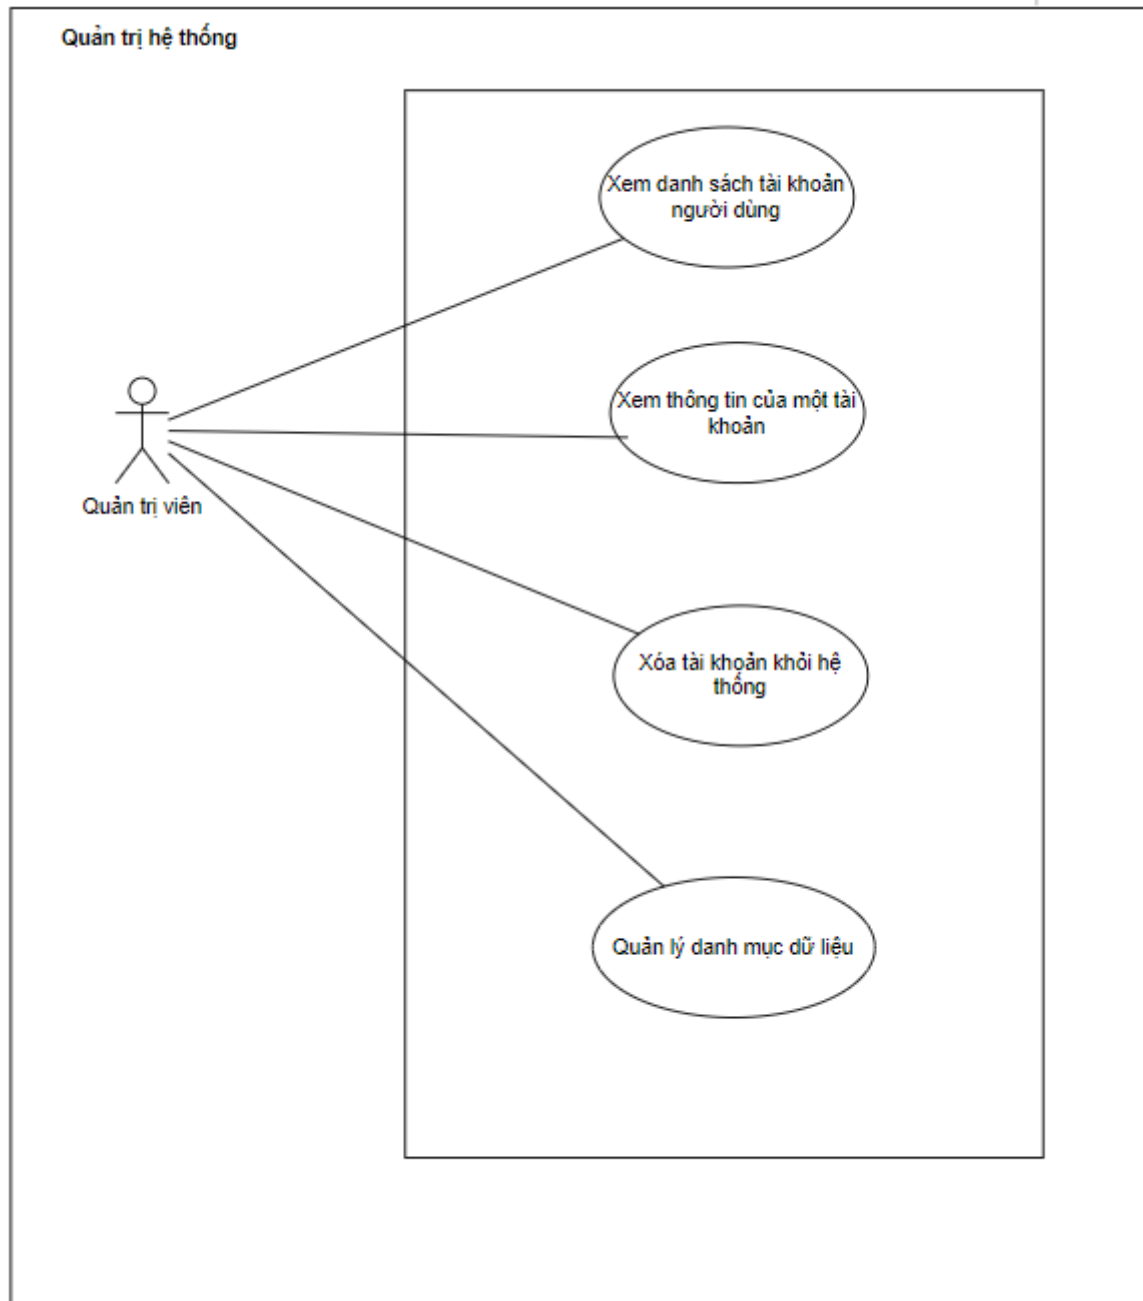 Quản trị hệ thống
Xem danh sách tài khoản
người dùng
Xem thông tin của một tài
khoản
Quản trị viên
Xóa tài khoản khỏi hệ
thống
Quản lý danh mục dữ liệu